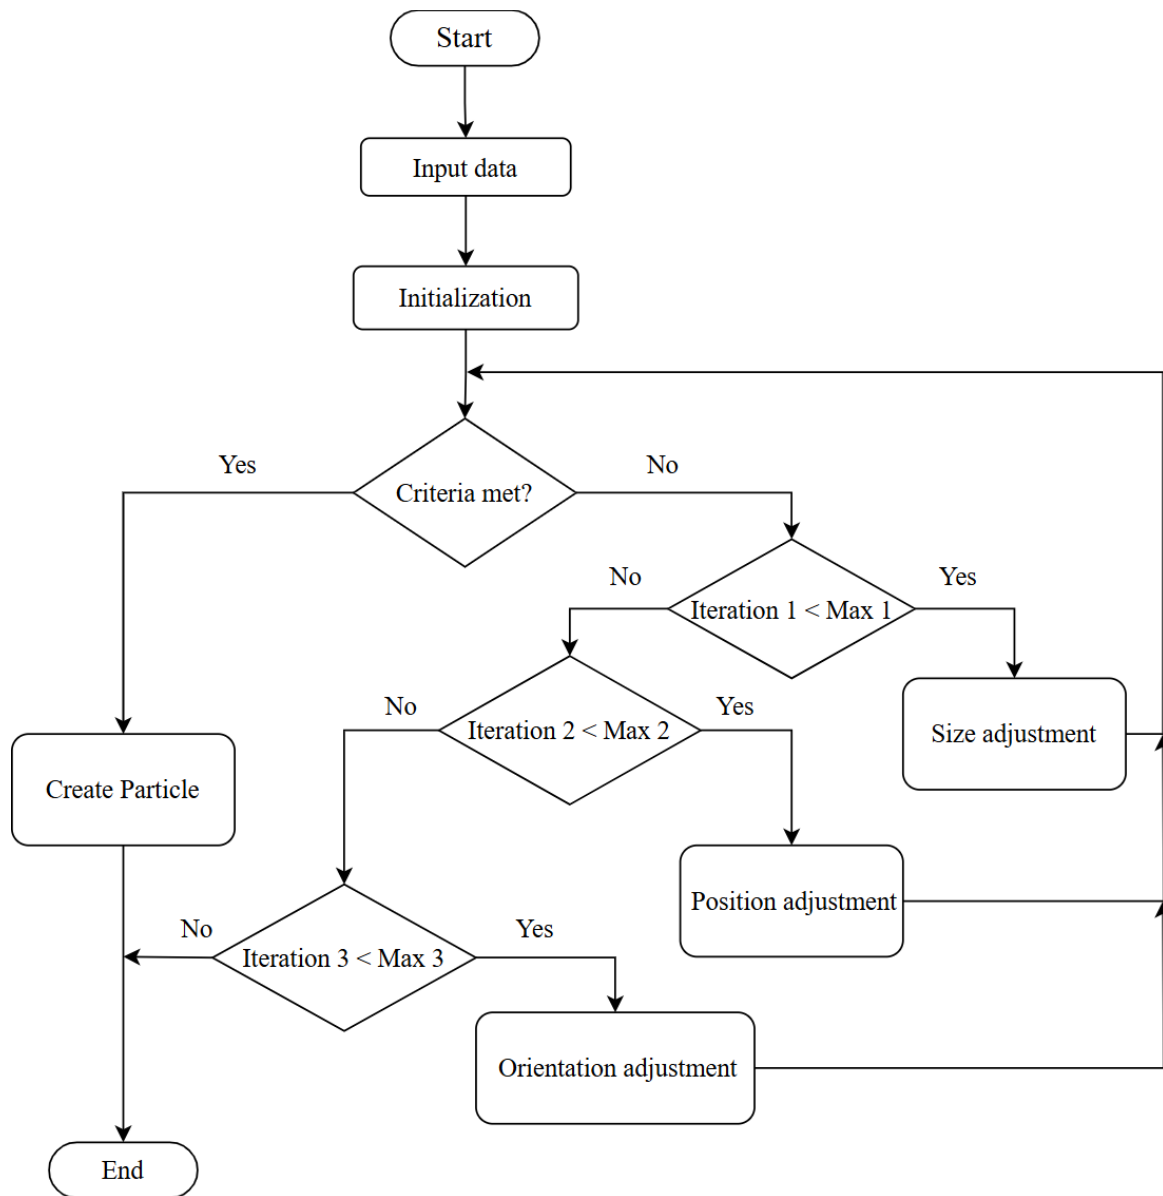 Start
Input data
Initialization
Yes
No
Criteria met?
No
Yes
Iteration 1 < Max 1
No
Yes
Iteration 2 < Max 2
Size adjustment
Create Particle
Position adjustment
No
Yes
Iteration 3 < Max 3
Orientation adjustment
End